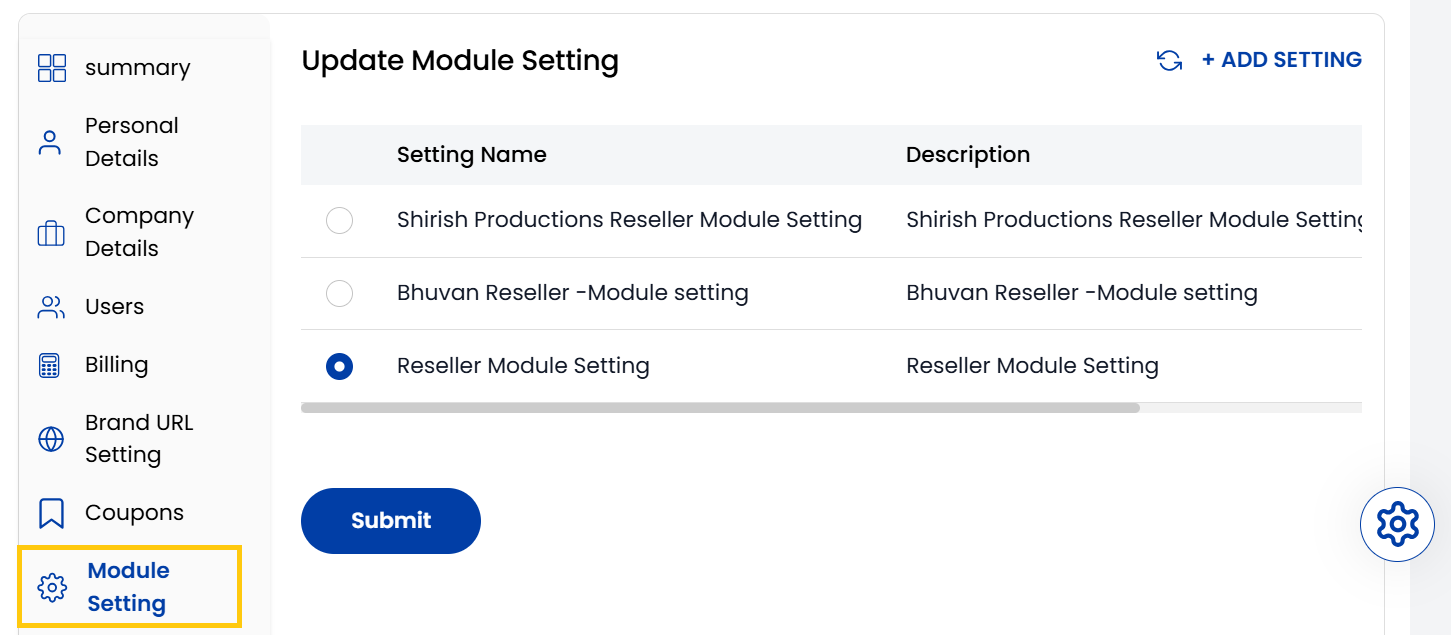 summary
Personal
Details
Company
Details
Users
Billing
Brand URL
Setting
Coupons
Module
Setting
Update Module Setting
+ ADD SETTING
Setting Name Description
Shirish Productions Reseller Module Setting Shirish Productions Reseller Module Setting
Bhuvan Reseller -Module setting Bhuvan Reseller -Module setting
Reseller Module Setting Reseller Module Setting
Submit